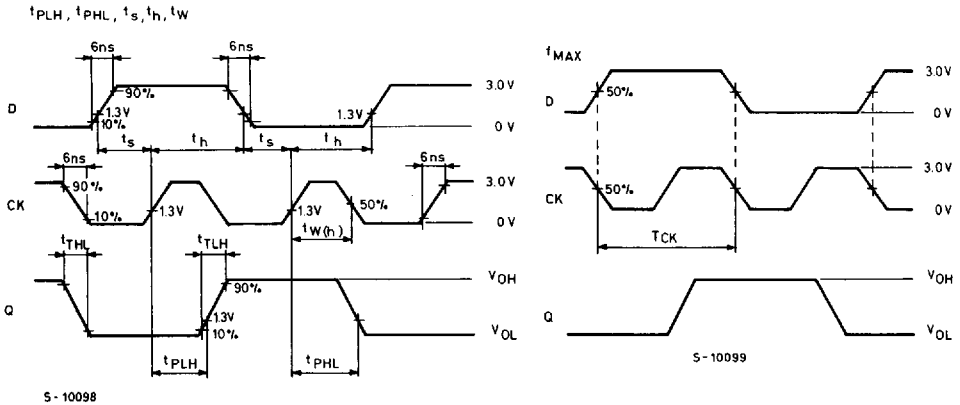 tPLH, tPHL, ts, th, tW
6ns
6ns
D
90%
1.3V
10%
1.3V
3.0V
0V
ts
th
ts
th
6ns
6ns
CK
90%
10%
1.3V
1.3V
50%
3.0V
0V
tW(h)
tTHL
tTLH
Q
90%
1.3V
10%
VOH
VOL
tPLH
tPHL
S-10098
fMAX
D
50%
3.0V
0V
CK
50%
3.0V
0V
TCK
Q
VOH
VOL
S-10099